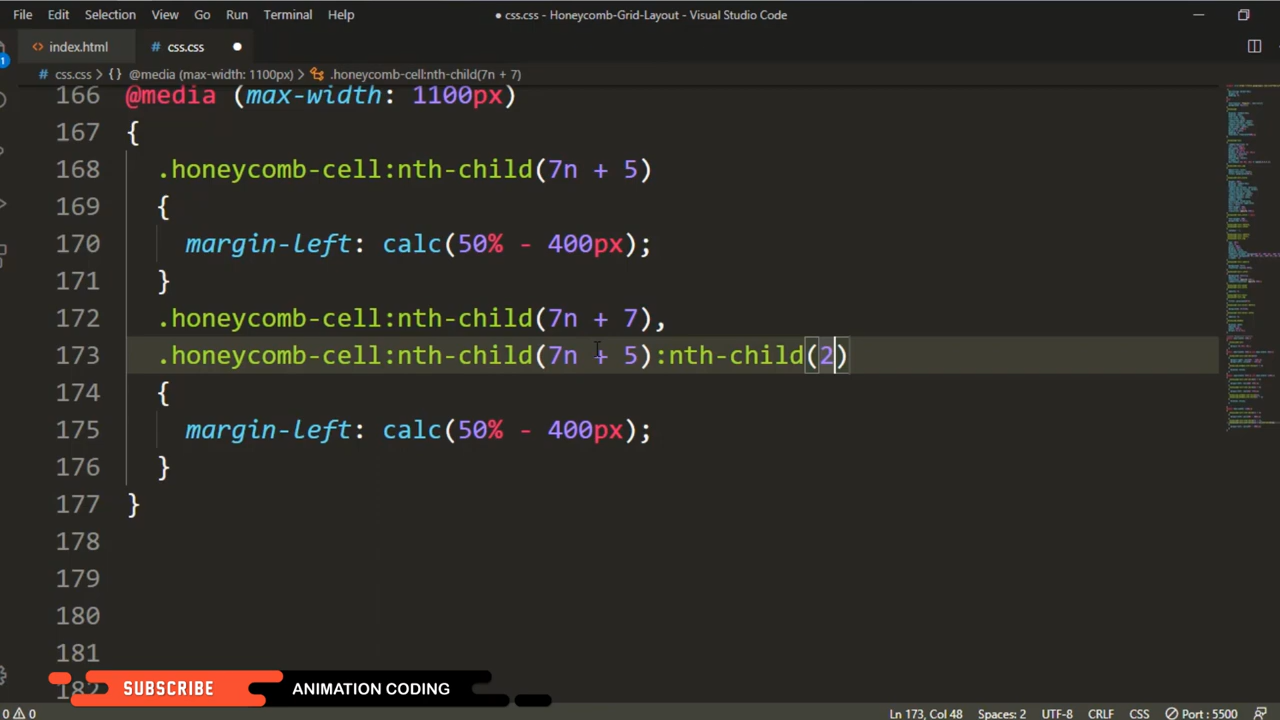 File Edit Selection View Go Run Terminal Help ● css.css - Honeycomb-Grid-Layout - Visual Studio Code
<> index.html # css.css ●
1
# css.css > {} @media (max-width: 1100px) > .honeycomb-cell:nth-child(7n + 7)
166 @media (max-width: 1100px)
167 {
168 .honeycomb-cell:nth-child(7n + 5)
169 {
170 margin-left: calc(50% - 400px);
171 }
172 .honeycomb-cell:nth-child(7n + 7),
173 .honeycomb-cell:nth-child(7n + 5):nth-child(2)
174 {
175 margin-left: calc(50% - 400px);
176 }
177 }
178
179
180
181
182
SUBSCRIBE ANIMATION CODING
0 ⚠ 0 Ln 173, Col 48 Spaces: 2 UTF-8 CRLF CSS Port : 5500